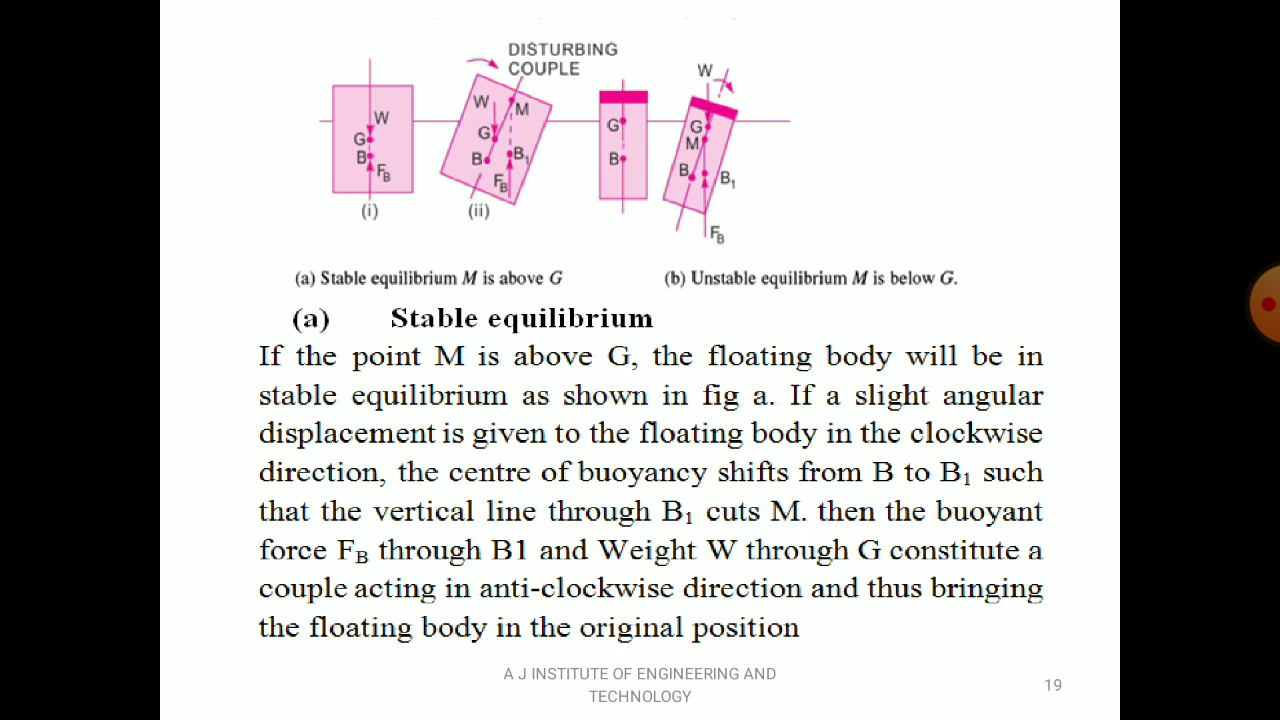 DISTURBING
COUPLE
W
G
B
F_B
(i)
W
M
G
B
B₁
F_B
(ii)
G
B
W
G
M
B
B₁
F_B
(a) Stable equilibrium M is above G
(b) Unstable equilibrium M is below G.
(a) Stable equilibrium
If the point M is above G, the floating body will be in
stable equilibrium as shown in fig a. If a slight angular
displacement is given to the floating body in the clockwise
direction, the centre of buoyancy shifts from B to B₁ such
that the vertical line through B₁ cuts M. then the buoyant
force F_B through B1 and Weight W through G constitute a
couple acting in anti-clockwise direction and thus bringing
the floating body in the original position
A J INSTITUTE OF ENGINEERING AND
TECHNOLOGY
19